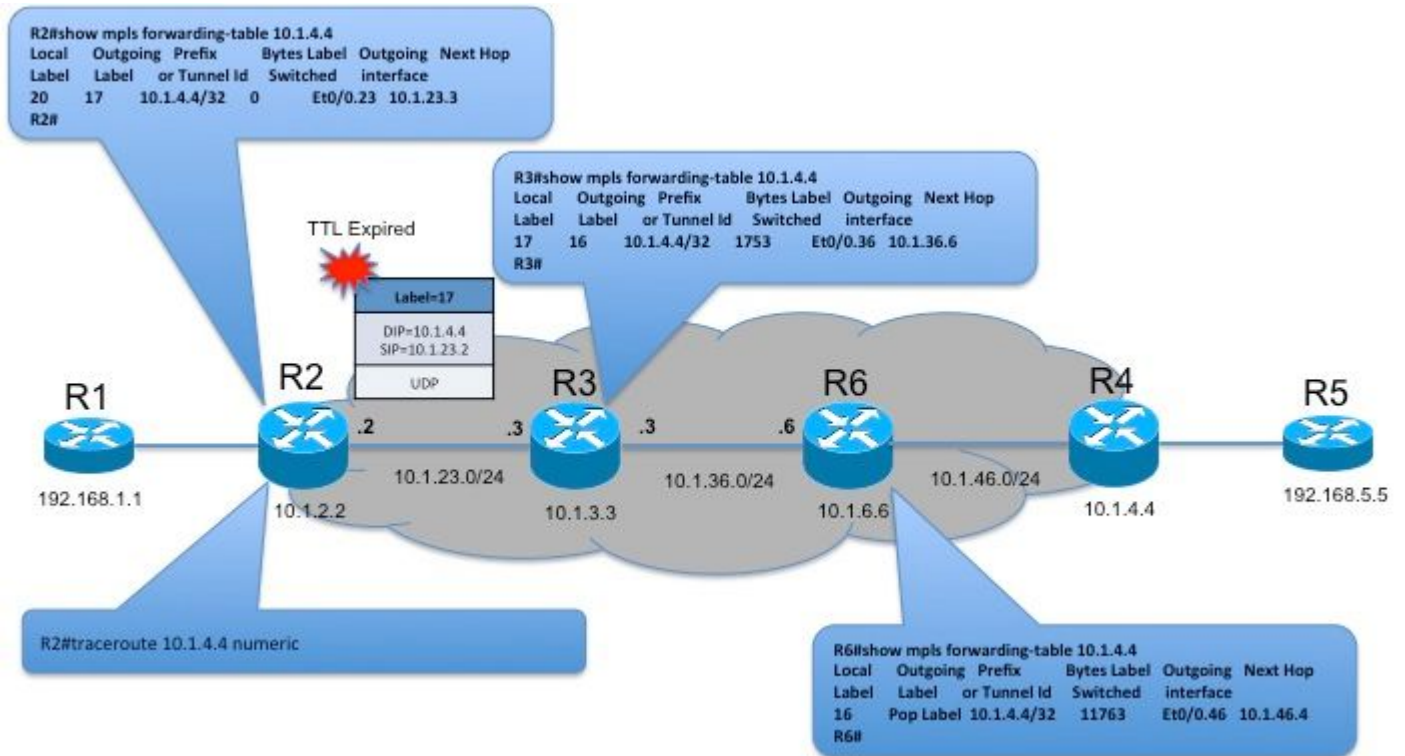 R2#show mpls forwarding-table 10.1.4.4
Local Outgoing Prefix Bytes Label Outgoing Next Hop
Label Label or Tunnel Id Switched interface
20 17 10.1.4.4/32 0 Et0/0.23 10.1.23.3
R2#
R3#show mpls forwarding-table 10.1.4.4
Local Outgoing Prefix Bytes Label Outgoing Next Hop
Label Label or Tunnel Id Switched interface
17 16 10.1.4.4/32 1753 Et0/0.36 10.1.36.6
R3#
TTL Expired
Label=17
DIP=10.1.4.4
SIP=10.1.23.2
UDP
R1
R2
R3
R6
R4
R5
.2
.3
.3
.6
10.1.23.0/24
10.1.36.0/24
10.1.46.0/24
192.168.1.1
10.1.2.2
10.1.3.3
10.1.6.6
10.1.4.4
192.168.5.5
R2#traceroute 10.1.4.4 numeric
R6#show mpls forwarding-table 10.1.4.4
Local Outgoing Prefix Bytes Label Outgoing Next Hop
Label Label or Tunnel Id Switched interface
16 Pop Label 10.1.4.4/32 11763 Et0/0.46 10.1.46.4
R6#